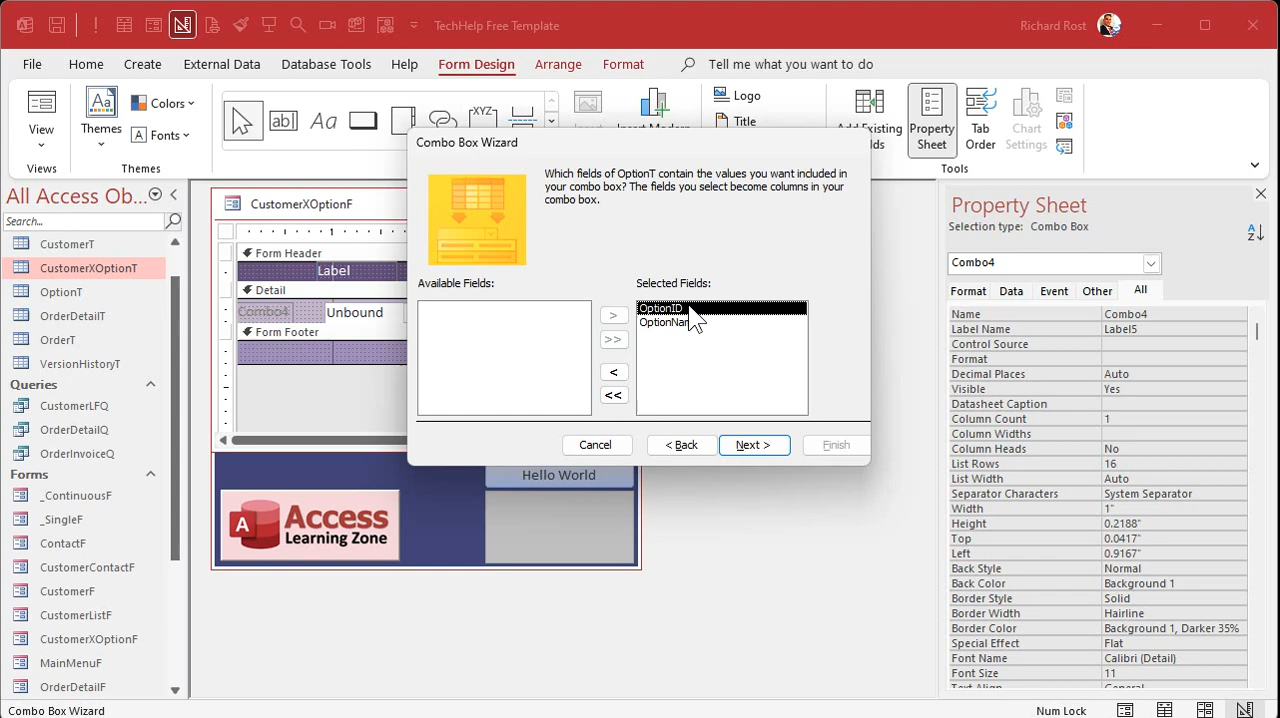 TechHelp Free Template
Richard Rost
File
Home
Create
External Data
Database Tools
Help
Form Design
Arrange
Format
Tell me what you want to do
View
Themes
Colors
Fonts
Aa
ab
Aa
XYZ
Logo
Title
Property Sheet
Tab Order
Chart Settings
Views
Themes
Tools
All Access Ob...
Search...
CustomerT
CustomerXOptionT
OptionT
OrderDetailT
OrderT
VersionHistoryT
Queries
CustomerLFQ
OrderDetailQ
OrderInvoiceQ
Forms
_ContinuousF
_SingleF
ContactF
CustomerContactF
CustomerF
CustomerListF
CustomerXOptionF
MainMenuF
OrderDetailF
CustomerXOptionF
1
Form Header
Label
Detail
Combo4
Unbound
Form Footer
Hello World
A Access
Learning Zone
Combo Box Wizard
Which fields of OptionT contain the values you want included in
your combo box? The fields you select become columns in your
combo box.
Available Fields:
Selected Fields:
OptionID
>
>>
<
<<
Cancel
< Back
Next >
Finish
Property Sheet
Selection type: Combo Box
Combo4
Format
Data
Event
Other
All
Name Combo4
Label Name Label5
Control Source
Format
Decimal Places Auto
Visible Yes
Datasheet Caption
Column Count 1
Column Widths
Column Heads No
List Rows 16
List Width Auto
Separator Characters System Separator
Width 1"
Height 0.2188"
Top 0.0417"
Left 0.9167"
Back Style Normal
Back Color Background 1
Border Style Solid
Border Width Hairline
Border Color Background 1, Darker 35%
Special Effect Flat
Font Name Calibri (Detail)
Font Size 11
Combo Box Wizard
Num Lock